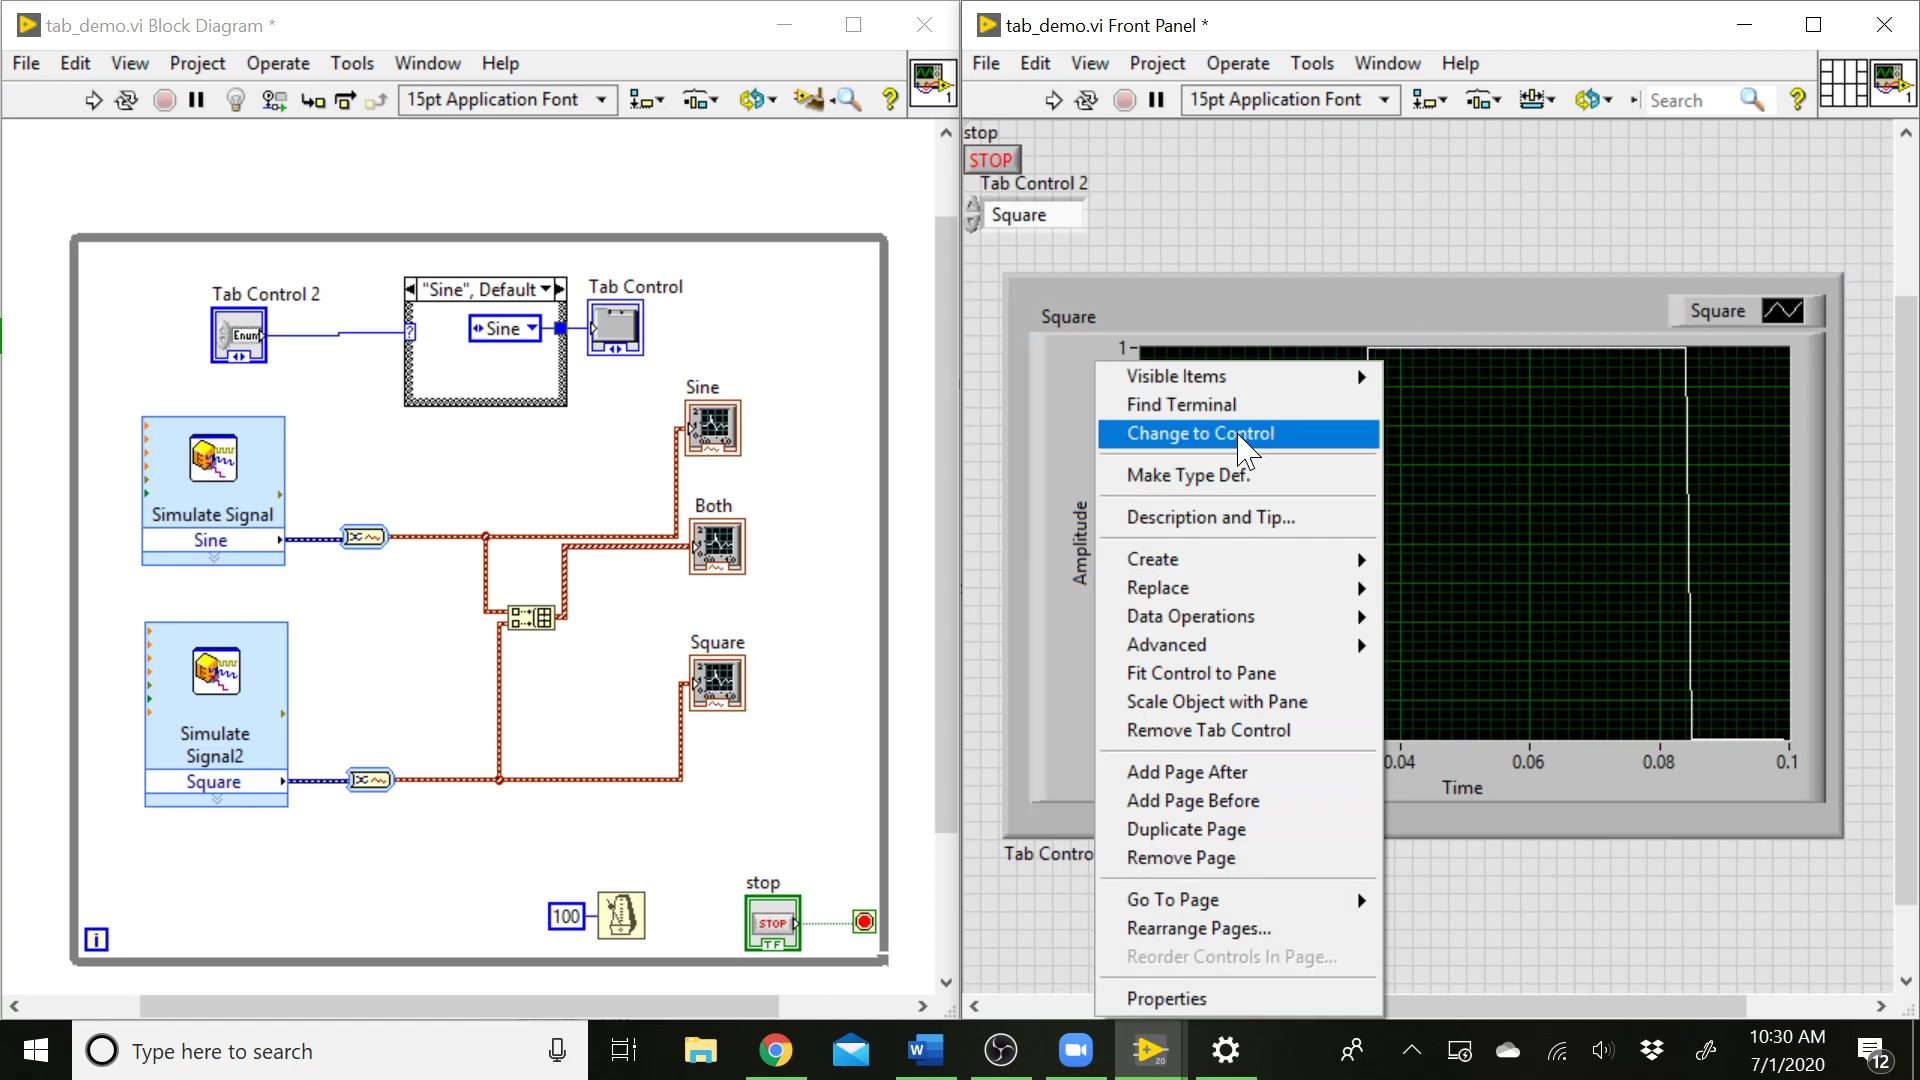 tab_demo.vi Block Diagram *
File Edit View Project Operate Tools Window Help
15pt Application Font
1
Tab Control 2
Enum
"Sine", Default
?
Sine
Tab Control
Sine
Simulate Signal
Sine
Both
Simulate
Signal2
Square
Square
100
stop
STOP
TF
i
tab_demo.vi Front Panel *
File Edit View Project Operate Tools Window Help
15pt Application Font
Search
1
stop
STOP
Tab Control 2
Square
Square
Square
1
Amplitude
0.04 0.06 0.08 0.1
Time
Tab Contro
Visible Items
Find Terminal
Change to Control
Make Type Def.
Description and Tip...
Create
Replace
Data Operations
Advanced
Fit Control to Pane
Scale Object with Pane
Remove Tab Control
Add Page After
Add Page Before
Duplicate Page
Remove Page
Go To Page
Rearrange Pages...
Reorder Controls In Page...
Properties
Type here to search
20
10:30 AM
7/1/2020
12